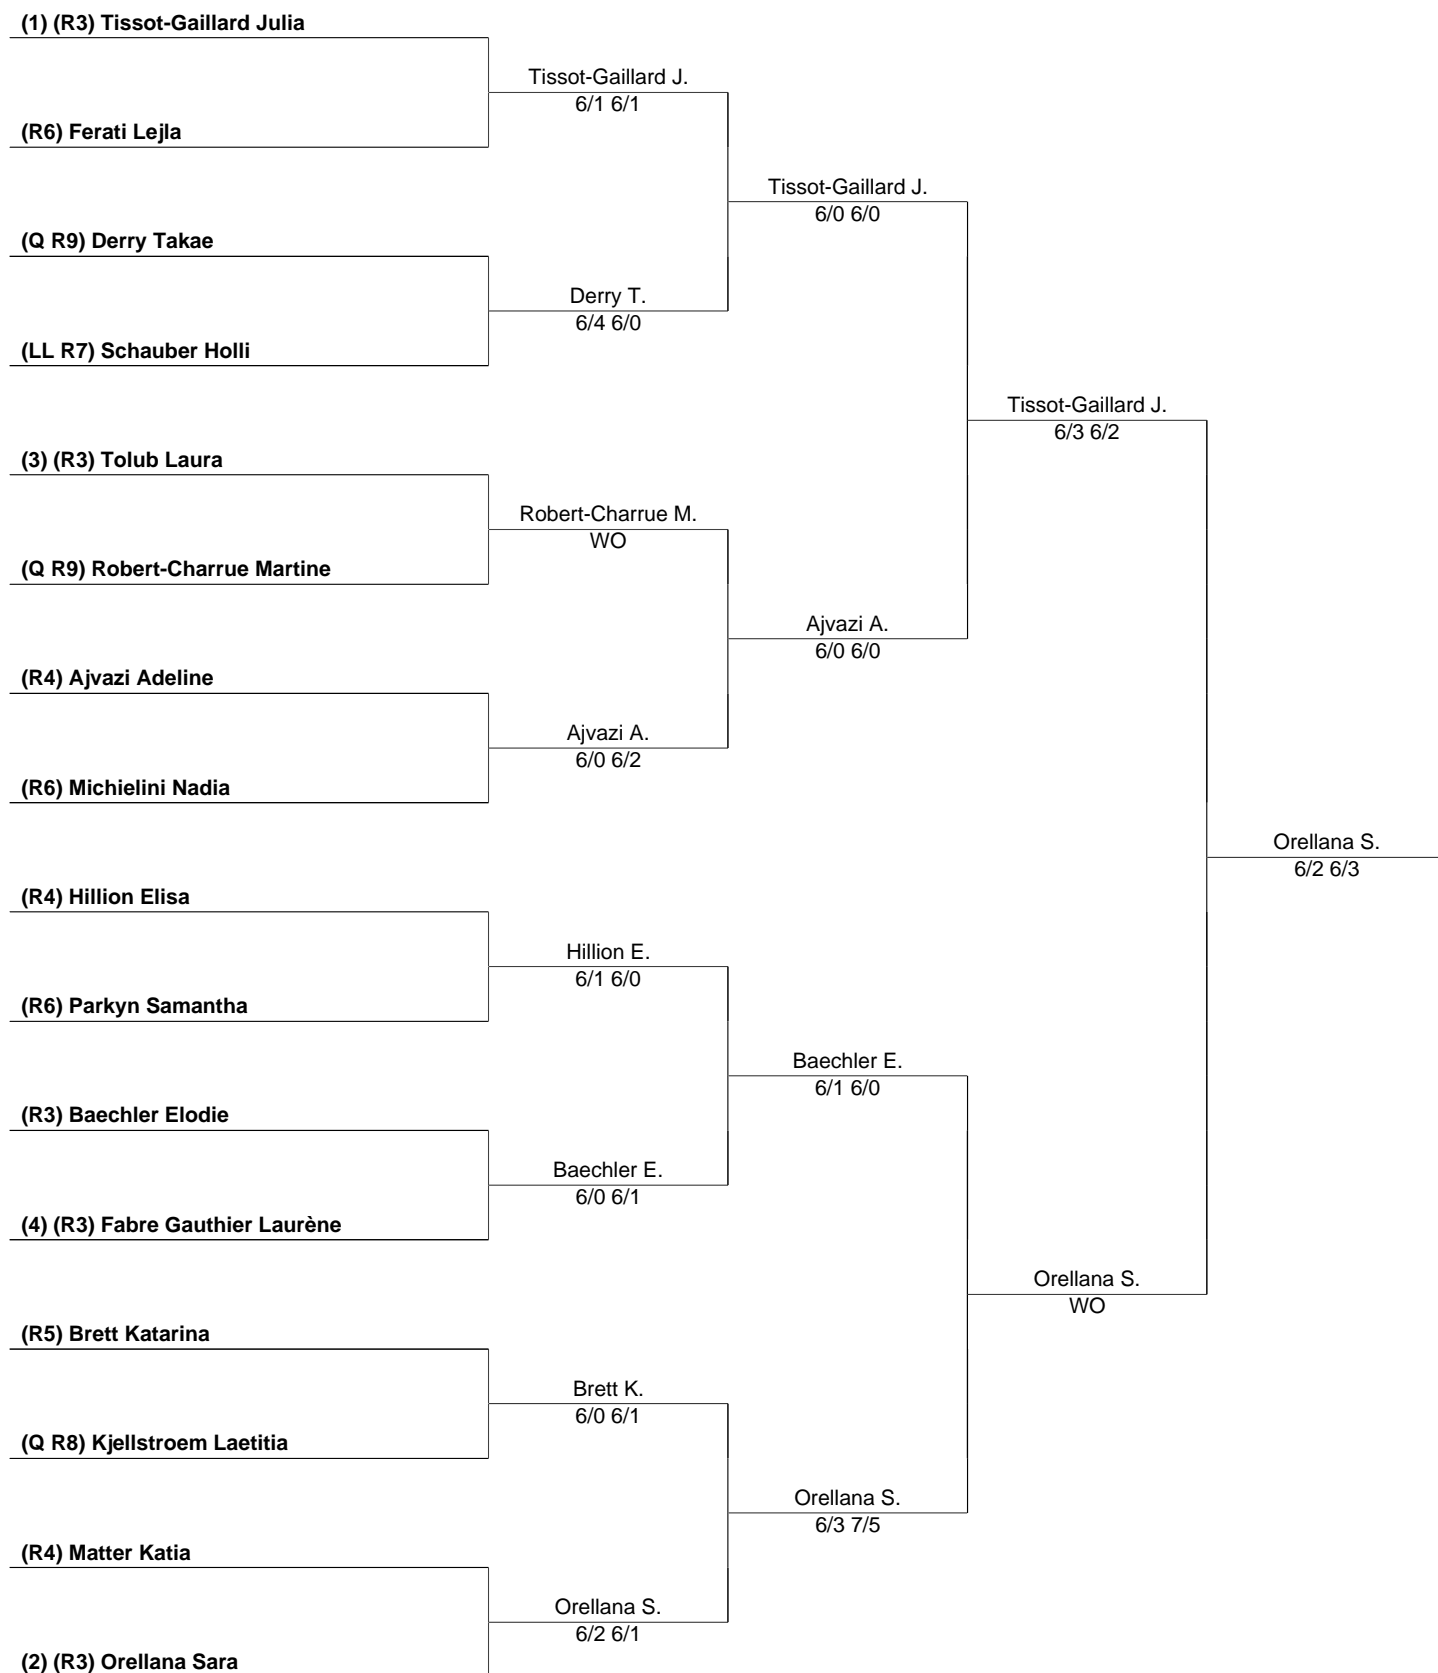 (1) (R3) Tissot-Gaillard Julia
Tissot-Gaillard J.
6/1 6/1
(R6) Ferati Lejla
Tissot-Gaillard J.
6/0 6/0
(Q R9) Derry Takae
Derry T.
6/4 6/0
(LL R7) Schauber Holli
Tissot-Gaillard J.
6/3 6/2
(3) (R3) Tolub Laura
Robert-Charrue M.
WO
(Q R9) Robert-Charrue Martine
Ajvazi A.
6/0 6/0
(R4) Ajvazi Adeline
Ajvazi A.
6/0 6/2
(R6) Michielini Nadia
Orellana S.
6/2 6/3
(R4) Hillion Elisa
Hillion E.
6/1 6/0
(R6) Parkyn Samantha
Baechler E.
6/1 6/0
(R3) Baechler Elodie
Baechler E.
6/0 6/1
(4) (R3) Fabre Gauthier Laurène
Orellana S.
WO
(R5) Brett Katarina
Brett K.
6/0 6/1
(Q R8) Kjellstroem Laetitia
Orellana S.
6/3 7/5
(R4) Matter Katia
Orellana S.
6/2 6/1
(2) (R3) Orellana Sara